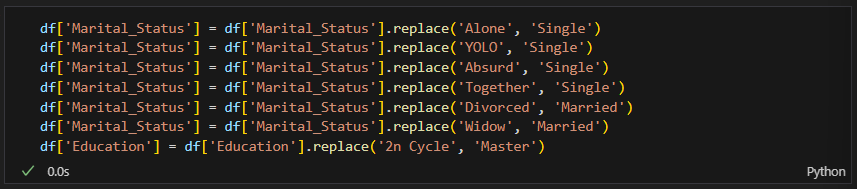 df['Marital_Status'] = df['Marital_Status'].replace('Alone', 'Single')
df['Marital_Status'] = df['Marital_Status'].replace('YOLO', 'Single')
df['Marital_Status'] = df['Marital_Status'].replace('Absurd', 'Single')
df['Marital_Status'] = df['Marital_Status'].replace('Together', 'Single')
df['Marital_Status'] = df['Marital_Status'].replace('Divorced', 'Married')
df['Marital_Status'] = df['Marital_Status'].replace('Widow', 'Married')
df['Education'] = df['Education'].replace('2n Cycle', 'Master')
✓ 0.0s Python